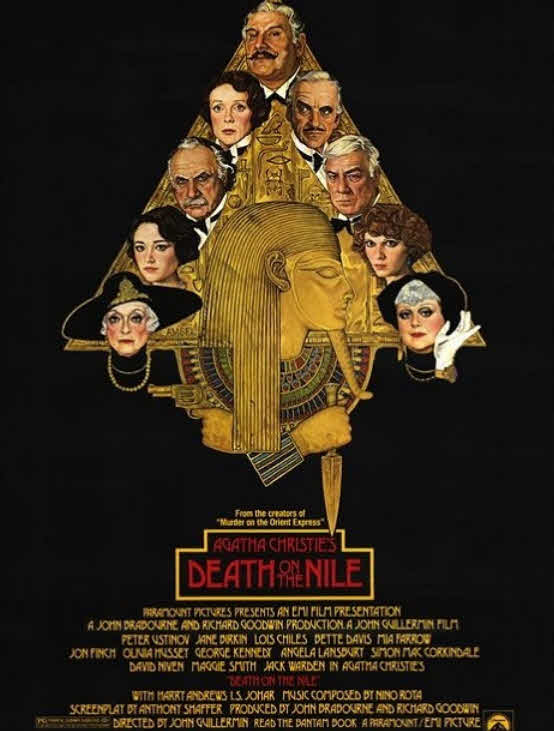 AMSEL
From the creators of
"Murder on the Orient Express"
AGATHA CHRISTIE'S
DEATH ON THE NILE
PARAMOUNT PICTURES PRESENTS AN EMI FILM PRESENTATION
A JOHN BRABOURNE AND RICHARD GOODWIN PRODUCTION A JOHN GUILLERMIN FILM
PETER USTINOV JANE BIRKIN LOIS CHILES BETTE DAVIS MIA FARROW
JON FINCH OLIVIA HUSSEY GEORGE KENNEDY ANGELA LANSBURY SIMON MAC CORKINDALE
DAVID NIVEN MAGGIE SMITH JACK WARDEN IN AGATHA CHRISTIE'S
"DEATH ON THE NILE"
WITH HARRY ANDREWS I.S. JOHAR MUSIC COMPOSED BY NINO ROTA
SCREENPLAY BY ANTHONY SHAFFER PRODUCED BY JOHN BRABOURNE AND RICHARD GOODWIN
PG DIRECTED BY JOHN GUILLERMIN READ THE BANTAM BOOK A PARAMOUNT/EMI PICTURE